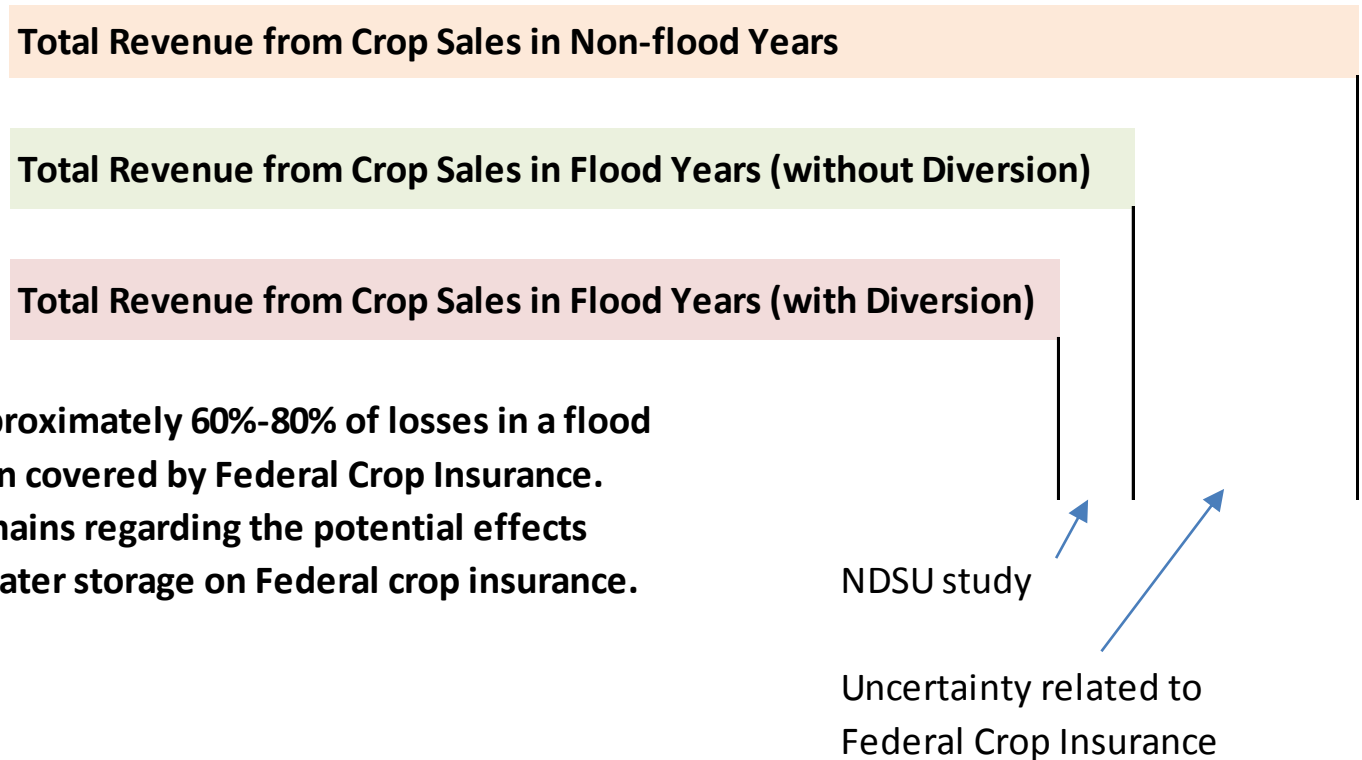 Total Revenue from Crop Sales in Non-flood Years
Total Revenue from Crop Sales in Flood Years (without Diversion)
Total Revenue from Crop Sales in Flood Years (with Diversion)
proximately 60%-80% of losses in a flood
n covered by Federal Crop Insurance.
ains regarding the potential effects
ater storage on Federal crop insurance.
NDSU study
Uncertainty related to
Federal Crop Insurance